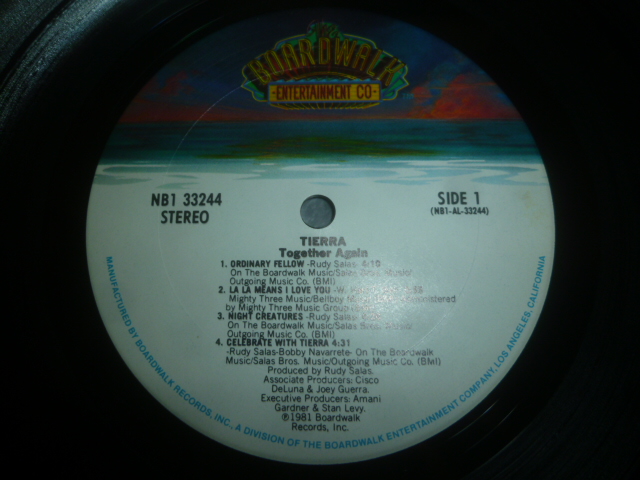 The
BOARDWALK
-ENTERTAINMENT CO-
NB1 33244
STEREO
SIDE 1
(NB1-AL-33244)
TIERRA
Together Again
1. ORDINARY FELLOW -Rudy Salas- 4:10
On The Boardwalk Music/Salas Bros. Music/
Outgoing Music Co. (BMI)
2. LA LA MEANS I LOVE YOU -W.
Mighty Three Music/Bellboy
by Mighty Three Music Group
3. NIGHT CREATURES -Rudy Salas-
On The Boardwalk Music/Salas Bros.
Outgoing Music Co. (BMI)
4. CELEBRATE WITH TIERRA 4:31
-Rudy Salas-Bobby Navarrete- On The Boardwalk
Music/Salas Bros. Music/Outgoing Music Co. (BMI)
Produced by Rudy Salas.
Associate Producers: Cisco
DeLuna & Joey Guerra.
Executive Producers: Amani
Gardner & Stan Levy.
℗1981 Boardwalk
Records, Inc.
MANUFACTURED BY BOARDWALK RECORDS, INC., A DIVISION OF THE BOARDWALK ENTERTAINMENT COMPANY, LOS ANGELES, CALIFORNIA